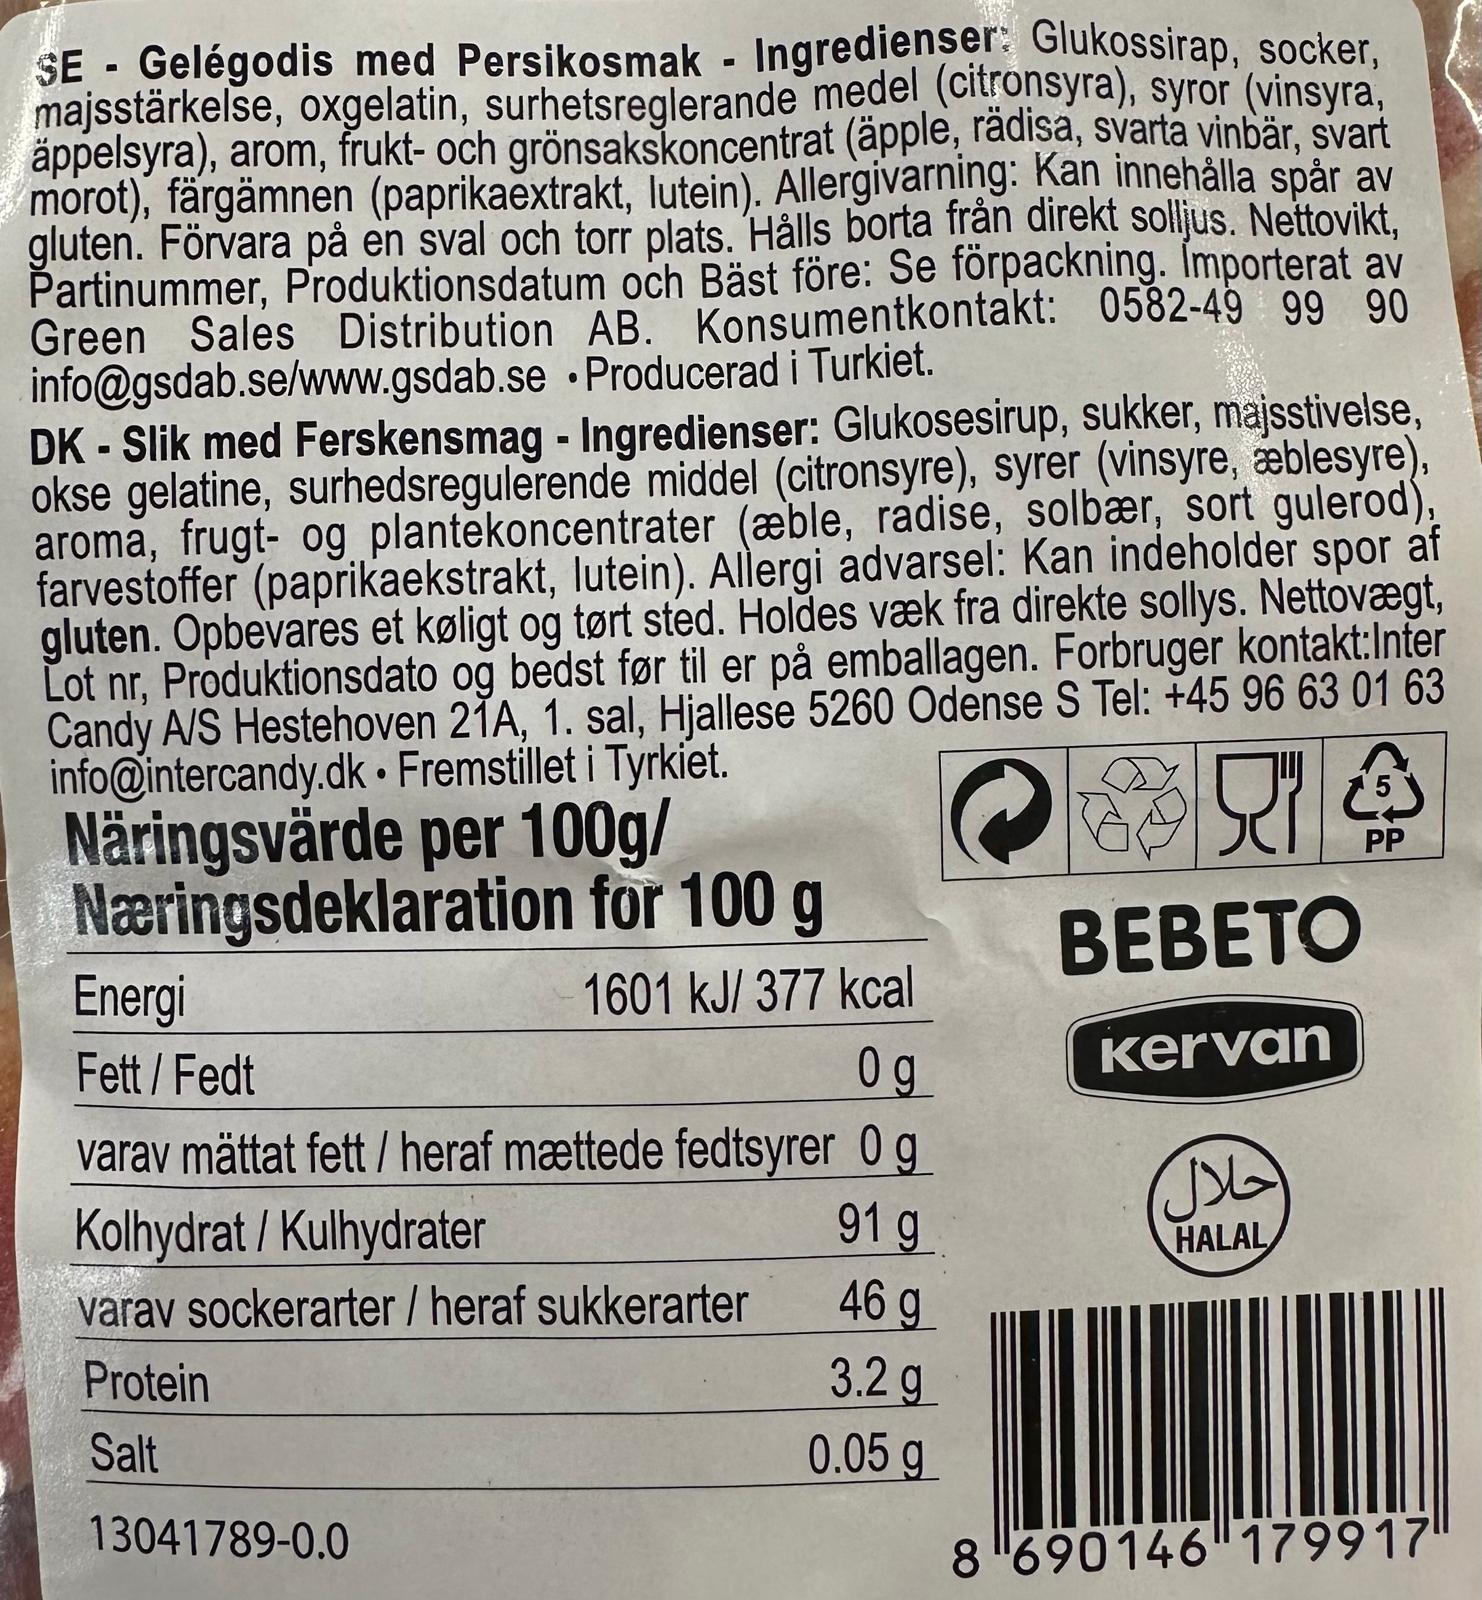 SE - Gelégodis med Persikosmak - Ingredienser: Glukossirap, socker,
majsstärkelse, oxgelatin, surhetsreglerande medel (citronsyra), syror (vinsyra,
äppelsyra), arom, frukt- och grönsakskoncentrat (äpple, rädisa, svarta vinbär, svart
morot), färgämnen (paprikaextrakt, lutein). Allergivarning: Kan innehålla spår av
gluten. Förvara på en sval och torr plats. Hålls borta från direkt solljus. Nettovikt,
Partinummer, Produktionsdatum och Bäst före: Se förpackning. Importerat av
Green Sales Distribution AB. Konsumentkontakt: 0582-49 99 90
info@gsdab.se/www.gsdab.se • Producerad i Turkiet.
DK - Slik med Ferskensmag - Ingredienser: Glukosesirup, sukker, majsstivelse,
okse gelatine, surhedsregulerende middel (citronsyre), syrer (vinsyre, æblesyre),
aroma, frugt- og plantekoncentrater (æble, radise, solbær, sort gulerod),
farvestoffer (paprikaekstrakt, lutein). Allergi advarsel: Kan indeholder spor af
gluten. Opbevares et køligt og tørt sted. Holdes væk fra direkte sollys. Nettovægt,
Lot nr, Produktionsdato og bedst før til er på emballagen. Forbruger kontakt:Inter
Candy A/S Hestehoven 21A, 1. sal, Hjallese 5260 Odense S Tel: +45 96 63 01 63
info@intercandy.dk • Fremstillet i Tyrkiet.
5
PP
Näringsvärde per 100g/
Næringsdeklaration for 100 g
Energi 1601 kJ/ 377 kcal
Fett / Fedt 0 g
varav mättat fett / heraf mættede fedtsyrer 0 g
Kolhydrat / Kulhydrater 91 g
varav sockerarter / heraf sukkerarter 46 g
Protein 3.2 g
Salt 0.05 g
13041789-0.0
BEBETO
kervan
حلال
HALAL
8 690146 179917